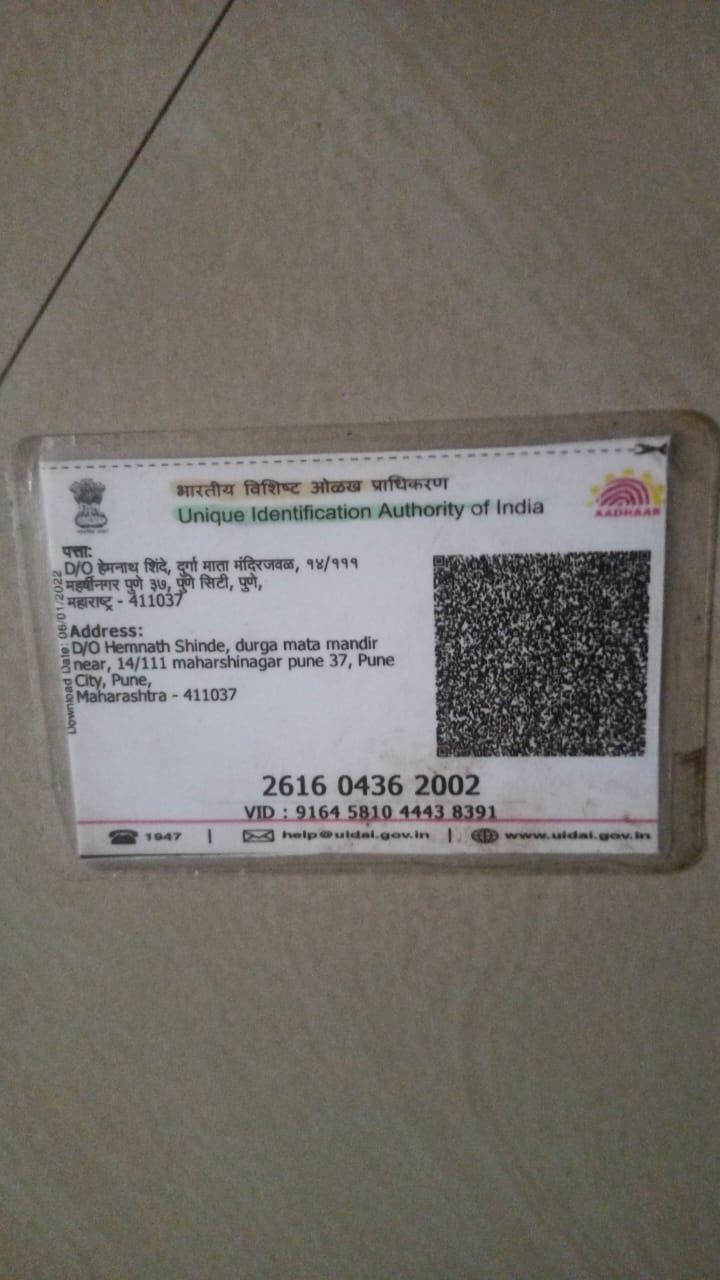 भारतीय विशिष्ट ओळख प्राधिकरण
Unique Identification Authority of India
AADHAAR
पत्ता:
D/O हेमनाथ शिंदे, दुर्गा माता मंदिरजवळ, १४/१११
महर्षीनगर पुणे ३७, पुणे सिटी, पुणे,
महाराष्ट्र - 411037
Address:
D/O Hemnath Shinde, durga mata mandir
near, 14/111 maharshinagar pune 37, Pune
City, Pune,
Maharashtra - 411037
Download Date: 06/01/2022
2616 0436 2002
VID : 9164 5810 4443 8391
1947 | help@uidai.gov.in | www.uidai.gov.in